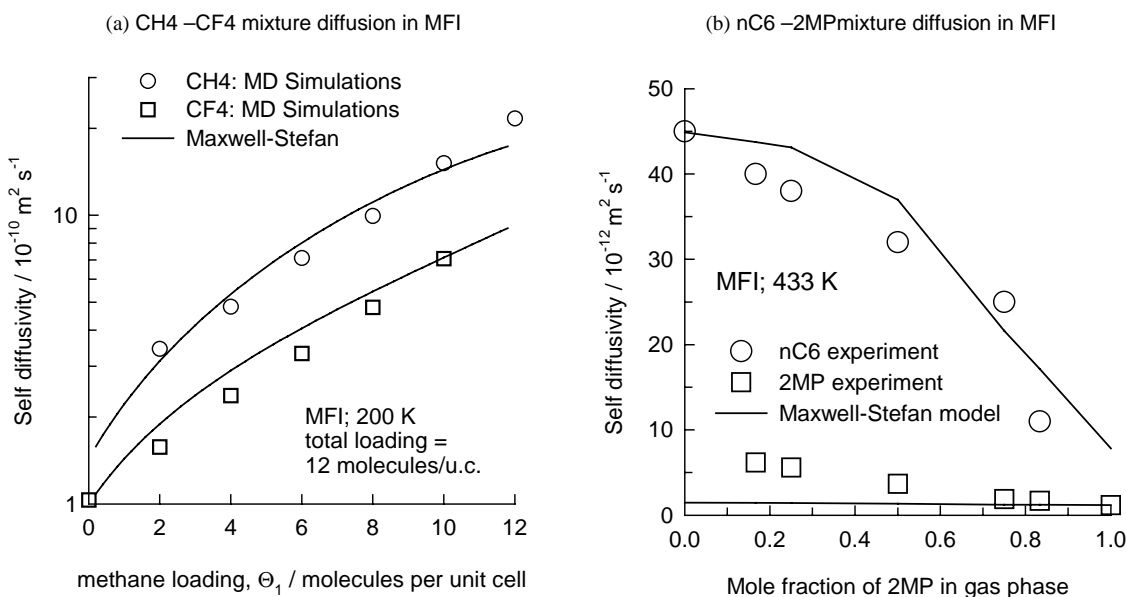 (a) CH4 –CF4 mixture diffusion in MFI
CH4: MD Simulations
CF4: MD Simulations
Maxwell-Stefan
10
1
Self diffusivity / 10⁻¹⁰ m² s⁻¹
MFI; 200 K
total loading =
12 molecules/u.c.
0 2 4 6 8 10 12
methane loading, Θ₁ / molecules per unit cell
(b) nC6 –2MPmixture diffusion in MFI
50
40
30
20
10
0
Self diffusivity / 10⁻¹² m² s⁻¹
MFI; 433 K
nC6 experiment
2MP experiment
Maxwell-Stefan model
0.0 0.2 0.4 0.6 0.8 1.0
Mole fraction of 2MP in gas phase